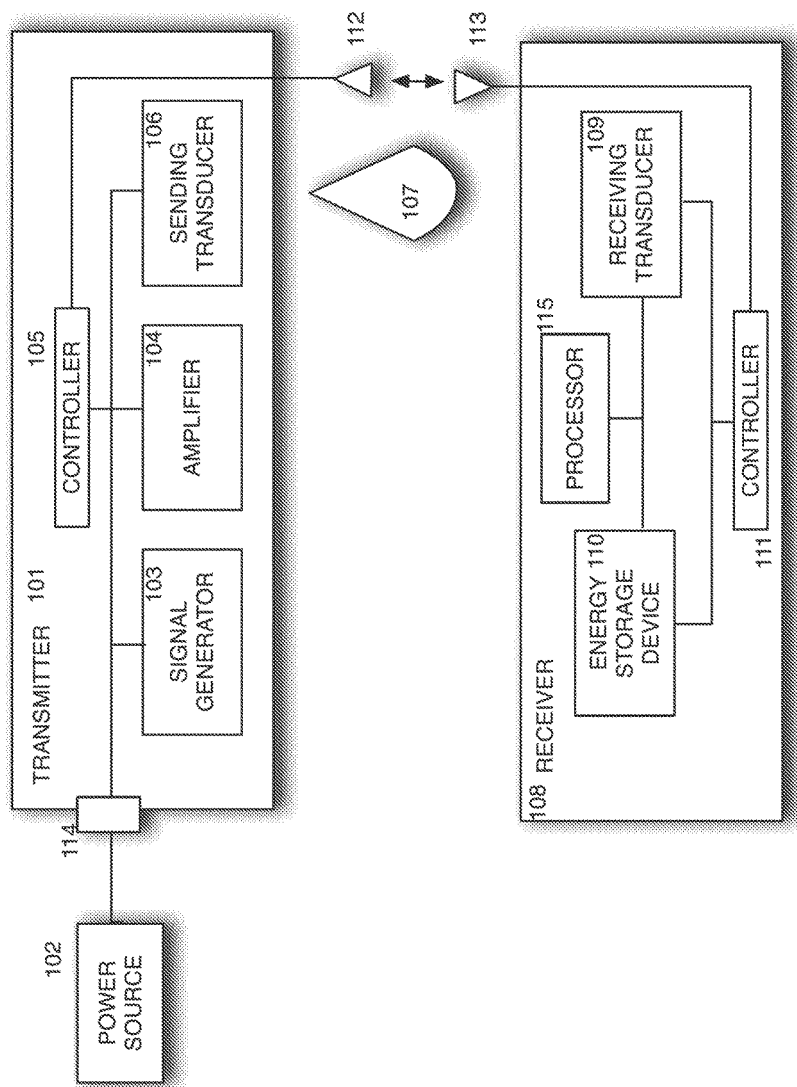 POWER
SOURCE
102
114
TRANSMITTER
101
CONTROLLER
105
SIGNAL
GENERATOR
103
AMPLIFIER
104
SENDING
TRANSDUCER
106
107
112
113
108
RECEIVER
ENERGY
STORAGE
DEVICE
110
PROCESSOR
115
RECEIVING
TRANSDUCER
109
CONTROLLER
111